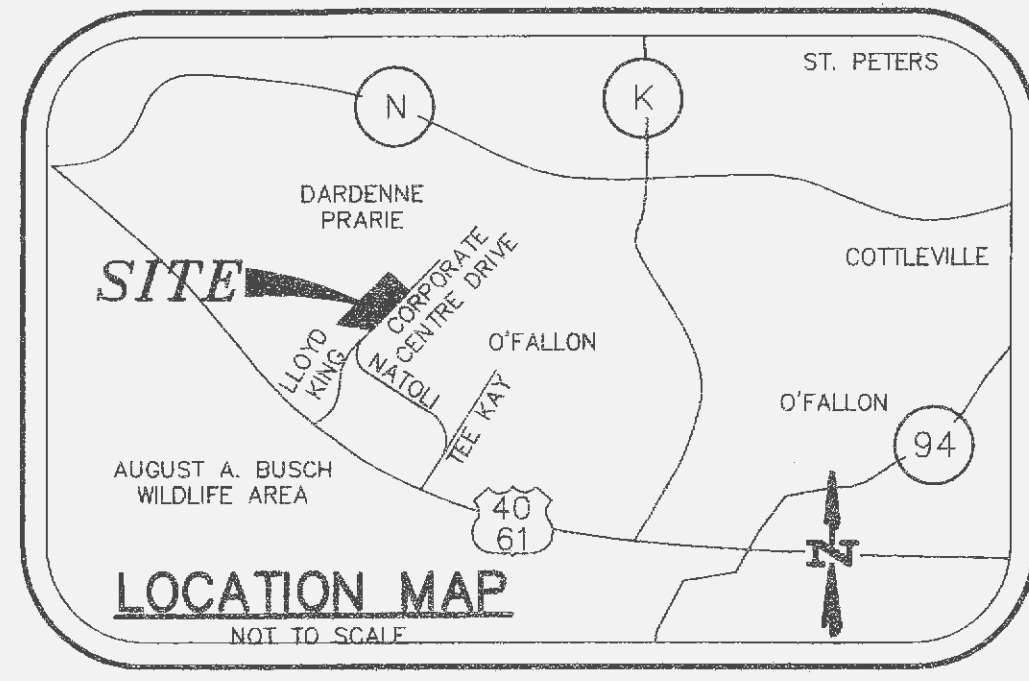 ST. PETERS
N
K
DARDENNE
PRARIE
COTTLEVILLE
SITE
CORPORATE
CENTRE DRIVE
LLOYD
KING
NATOLI
O'FALLON
TEE KAY
O'FALLON
94
AUGUST A. BUSCH
WILDLIFE AREA
40
61
N
LOCATION MAP
NOT TO SCALE